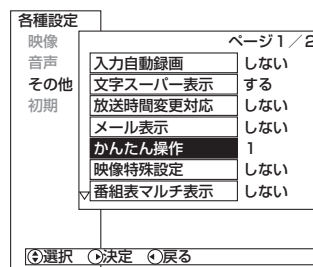 各種設定
映像
音声
その他
初期
ページ1／2
入力自動録画 しない
文字スーパー表示 する
放送時間変更対応 しない
メール表示 しない
かんたん操作 1
映像特殊設定 しない
番組表マルチ表示 しない
選択 決定 戻る